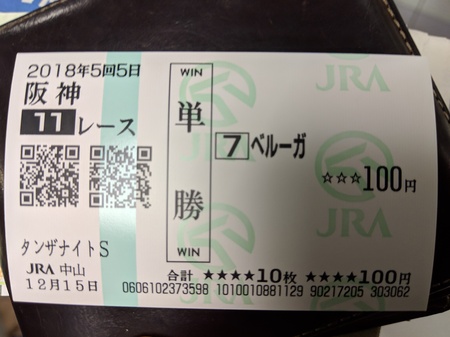 2018年5回5日
阪神
11レース
タンザナイトS
JRA 中山
12月15日
WIN
単勝
WIN
7 ベルーガ
☆☆☆100円
合計 ★★★★10枚 ★★★★100円
0606102373598 1010010881129 90217205 303062
JRA
JRA